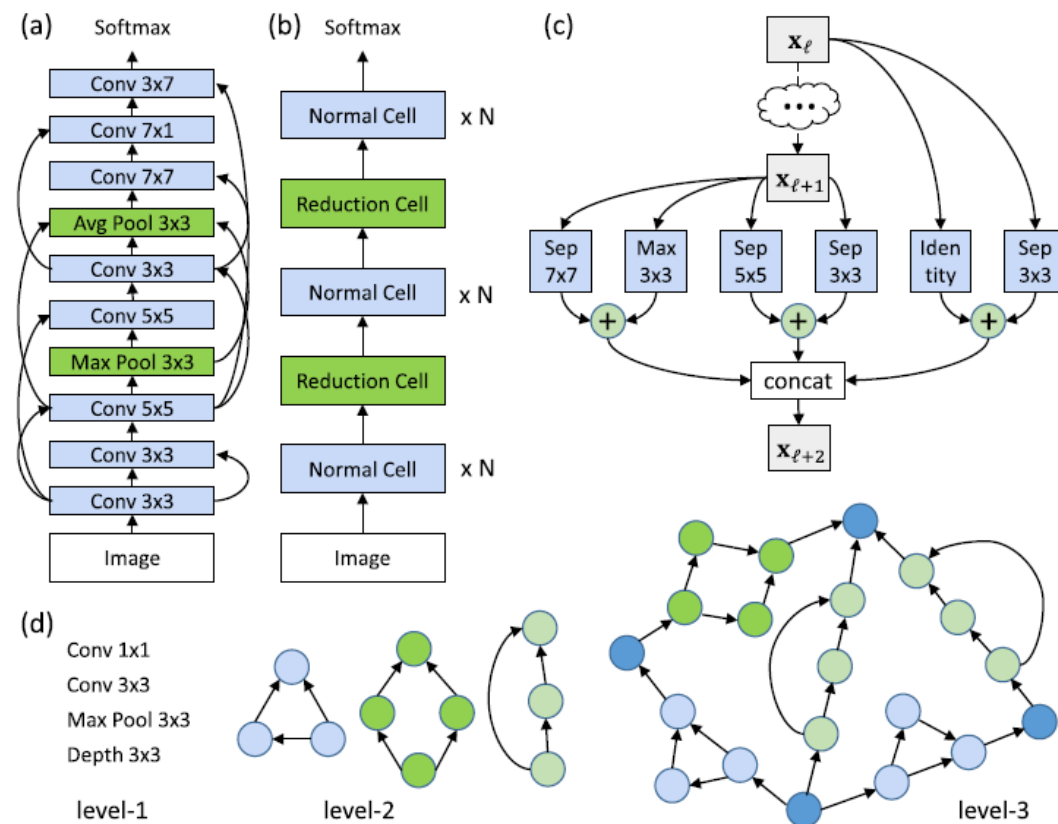 (a)
Softmax
Conv 3x7
Conv 7x1
Conv 7x7
Avg Pool 3x3
Conv 3x3
Conv 5x5
Max Pool 3x3
Conv 5x5
Conv 3x3
Conv 3x3
Image
(b)
Softmax
Normal Cell x N
Reduction Cell
Normal Cell x N
Reduction Cell
Normal Cell x N
Image
(c)
xℓ
...
xℓ+1
Sep
7x7
Max
3x3
Sep
5x5
Sep
3x3
Iden
tity
Sep
3x3
+ + +
concat
xℓ+2
(d)
Conv 1x1
Conv 3x3
Max Pool 3x3
Depth 3x3
level-1
level-2
level-3